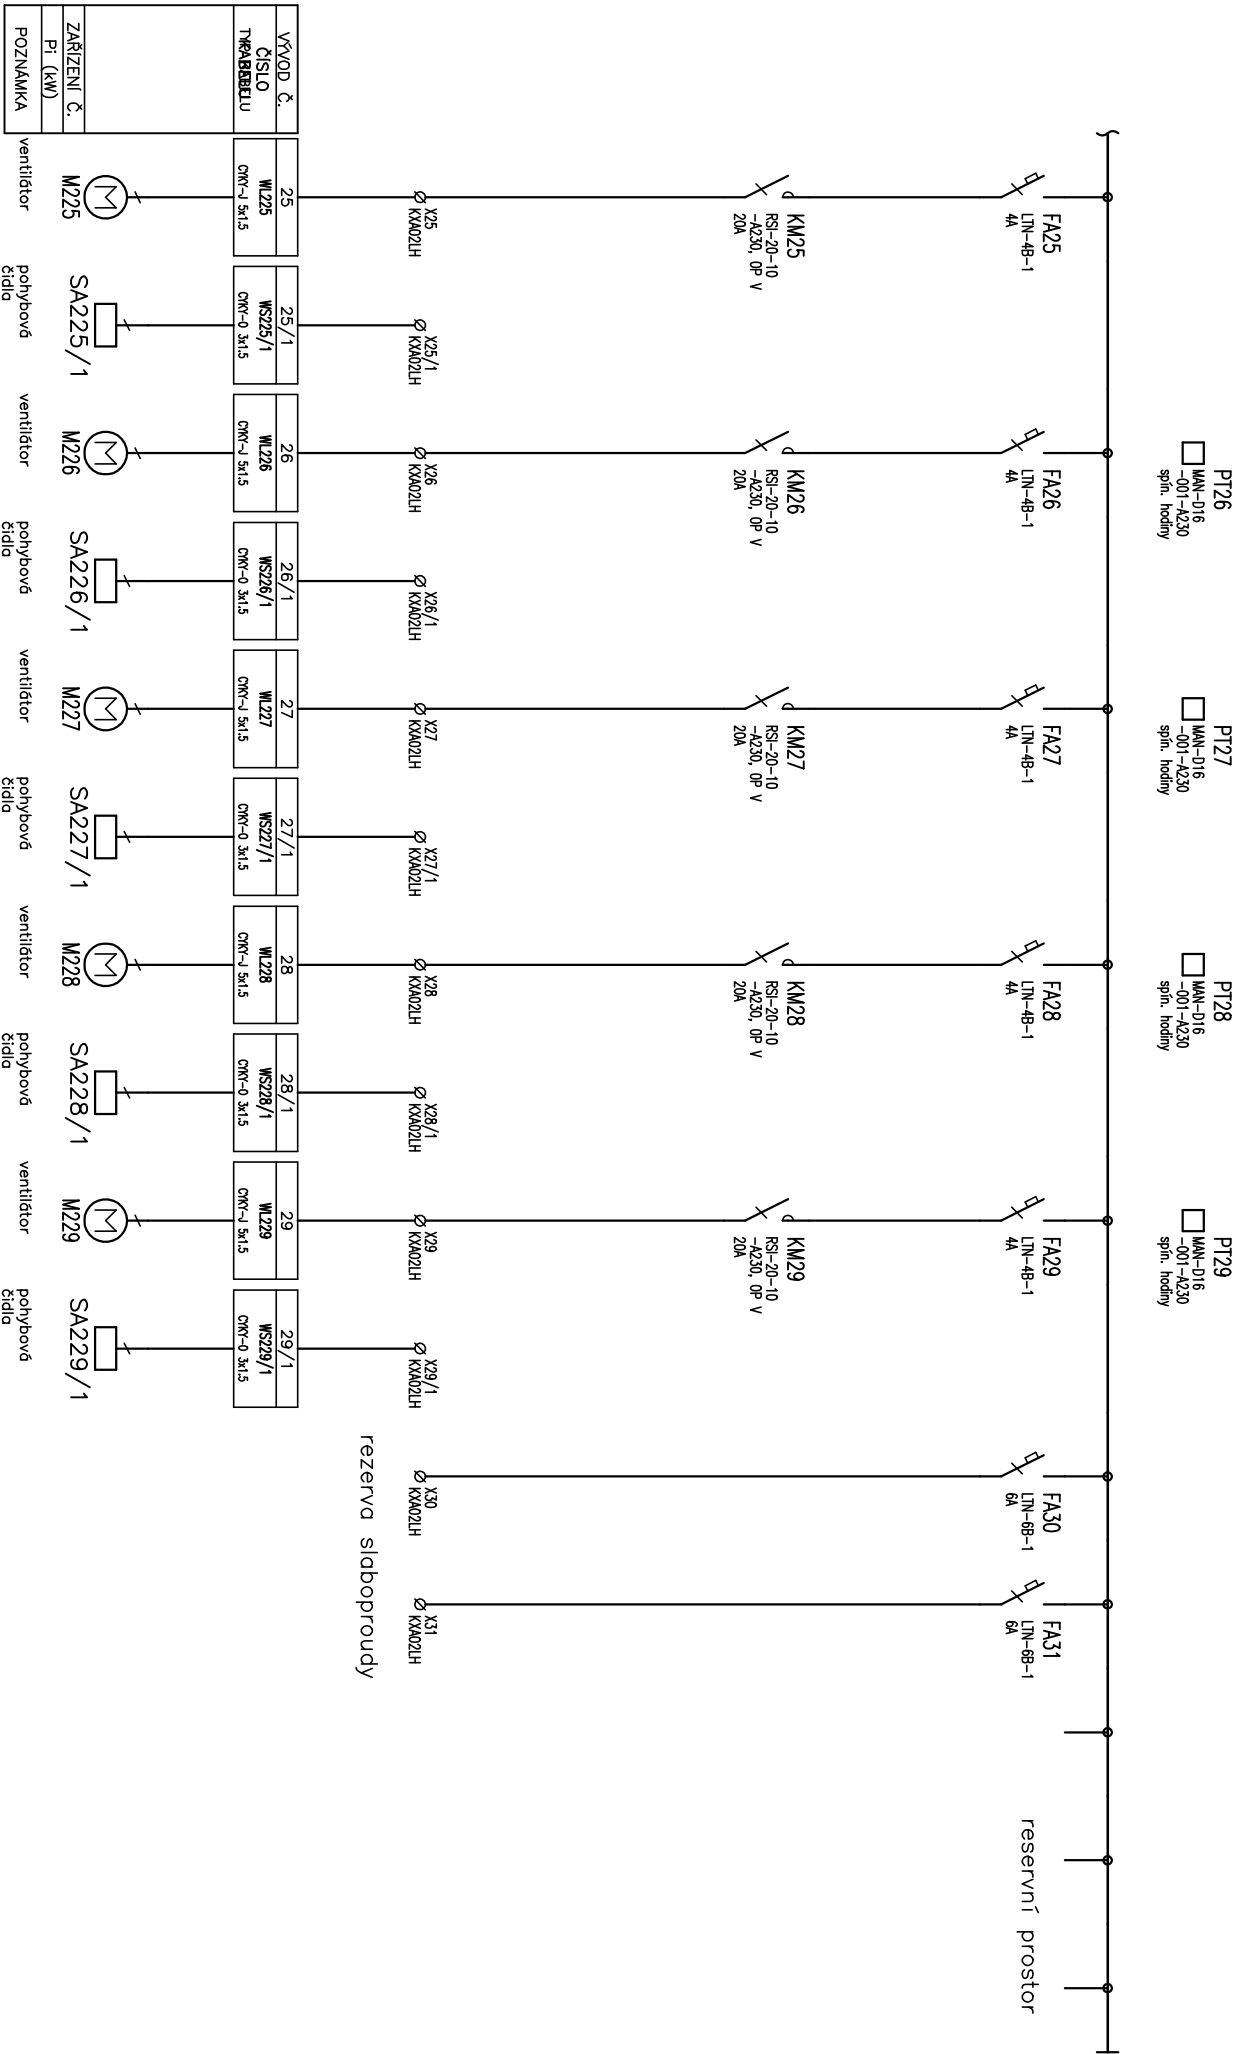 PT26
MAN-D16
-001-A230
spín. hodiny
PT27
MAN-D16
-001-A230
spín. hodiny
PT28
MAN-D16
-001-A230
spín. hodiny
PT29
MAN-D16
-001-A230
spín. hodiny
FA25
LTN-4B-1
4A
FA26
LTN-4B-1
4A
FA27
LTN-4B-1
4A
FA28
LTN-4B-1
4A
FA29
LTN-4B-1
4A
FA30
LTN-6B-1
6A
FA31
LTN-6B-1
6A
reservní prostor
KM25
RSI-20-10
-A230, OP V
20A
KM26
RSI-20-10
-A230, OP V
20A
KM27
RSI-20-10
-A230, OP V
20A
KM28
RSI-20-10
-A230, OP V
20A
KM29
RSI-20-10
-A230, OP V
20A
X25
KXA02LH
X25/1
KXA02LH
X26
KXA02LH
X26/1
KXA02LH
X27
KXA02LH
X27/1
KXA02LH
X28
KXA02LH
X28/1
KXA02LH
X29
KXA02LH
X29/1
KXA02LH
X30
KXA02LH
X31
KXA02LH
rezerva slaboproudy
VÝVOD Č.
25
25/1
26
26/1
27
27/1
28
28/1
29
29/1
ČÍSLO
WL225
WS225/1
WL226
WS226/1
WL227
WS227/1
WL228
WS228/1
WL229
WS229/1
CYKY-J 5x1.5
CYKY-O 3x1.5
CYKY-J 5x1.5
CYKY-O 3x1.5
CYKY-J 5x1.5
CYKY-O 3x1.5
CYKY-J 5x1.5
CYKY-O 3x1.5
CYKY-J 5x1.5
CYKY-O 3x1.5
M
M
M
M
M
ZAŘÍZENÍ Č.
M225
SA225/1
M226
SA226/1
M227
SA227/1
M228
SA228/1
M229
SA229/1
Pi (kW)
POZNÁMKA
ventilátor
pohybová
čidla
ventilátor
pohybová
čidla
ventilátor
pohybová
čidla
ventilátor
pohybová
čidla
ventilátor
pohybová
čidla